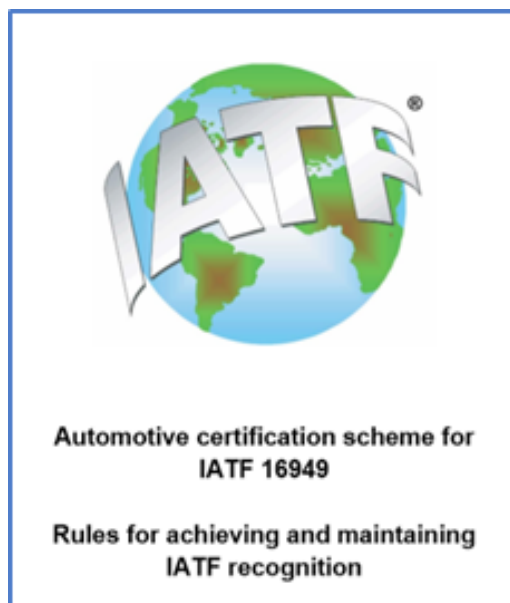 IATF®
Automotive certification scheme for
IATF 16949
Rules for achieving and maintaining
IATF recognition